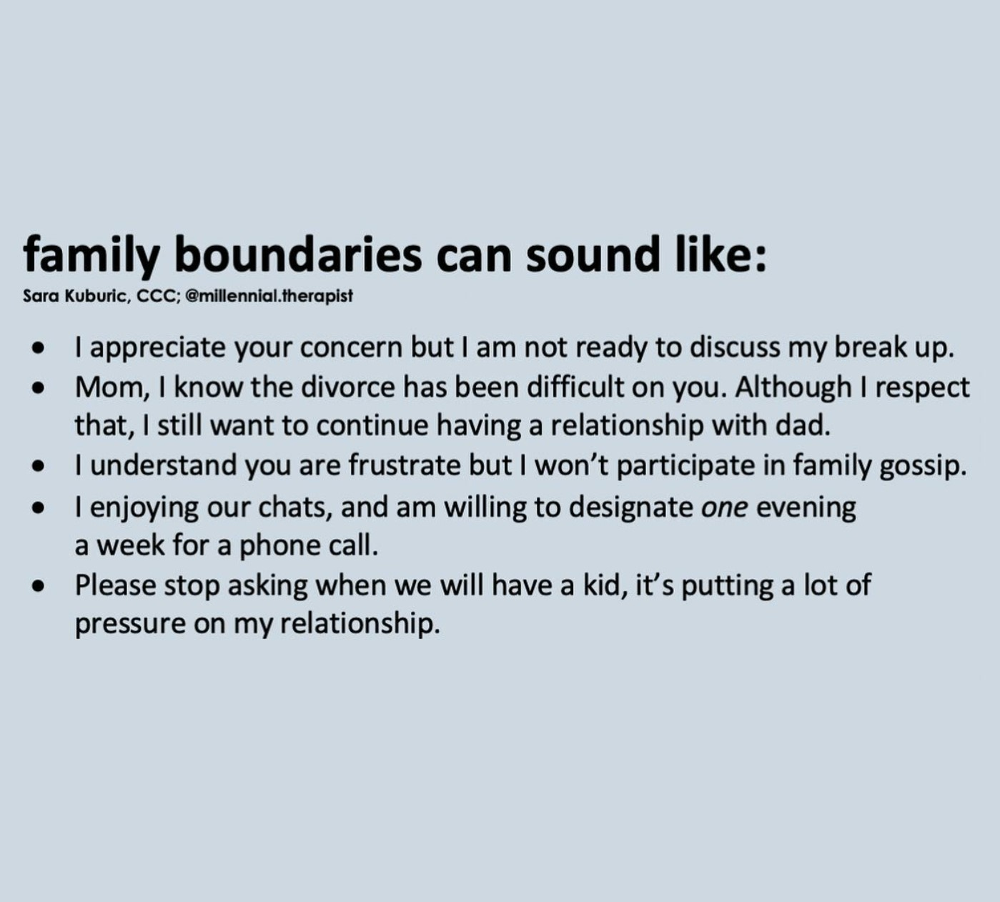 family boundaries can sound like:
Sara Kuburic, CCC; @millennial.therapist
• I appreciate your concern but I am not ready to discuss my break up.
• Mom, I know the divorce has been difficult on you. Although I respect
that, I still want to continue having a relationship with dad.
• I understand you are frustrate but I won’t participate in family gossip.
• I enjoying our chats, and am willing to designate one evening
a week for a phone call.
• Please stop asking when we will have a kid, it’s putting a lot of
pressure on my relationship.